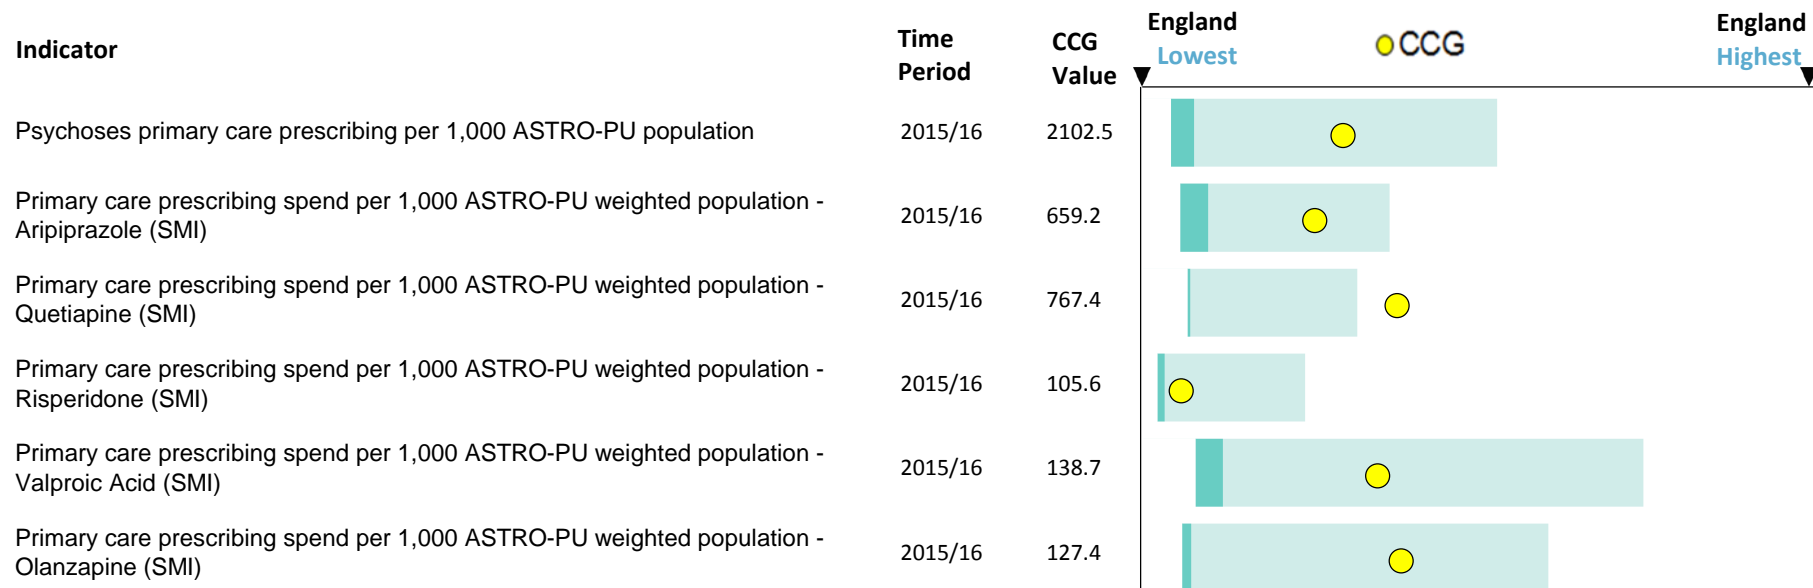 Indicator
Time
Period
CCG
Value
England
Lowest
CCG
England
Highest
Psychoses primary care prescribing per 1,000 ASTRO-PU population 2015/16 2102.5
Primary care prescribing spend per 1,000 ASTRO-PU weighted population -
Aripiprazole (SMI) 2015/16 659.2
Primary care prescribing spend per 1,000 ASTRO-PU weighted population -
Quetiapine (SMI) 2015/16 767.4
Primary care prescribing spend per 1,000 ASTRO-PU weighted population -
Risperidone (SMI) 2015/16 105.6
Primary care prescribing spend per 1,000 ASTRO-PU weighted population -
Valproic Acid (SMI) 2015/16 138.7
Primary care prescribing spend per 1,000 ASTRO-PU weighted population -
Olanzapine (SMI) 2015/16 127.4